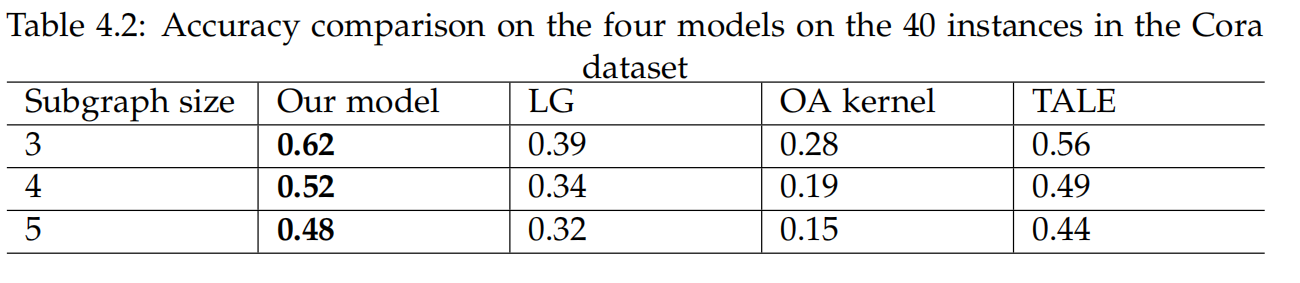 Table 4.2: Accuracy comparison on the four models on the 40 instances in the Cora
dataset
Subgraph size Our model LG OA kernel TALE
3 0.62 0.39 0.28 0.56
4 0.52 0.34 0.19 0.49
5 0.48 0.32 0.15 0.44